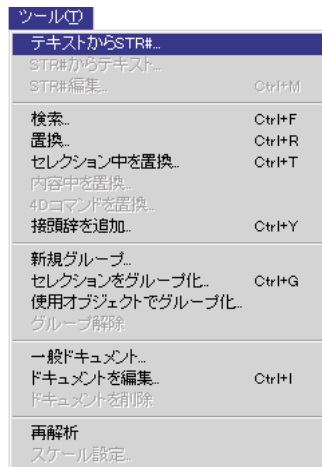 ツール(T)
テキストからSTR#...
STR#からテキスト...
STR#編集... Ctrl+M
検索... Ctrl+F
置換... Ctrl+R
セレクション中を置換... Ctrl+T
内容中を置換...
4Dコマンドを置換...
接頭辞を追加... Ctrl+Y
新規グループ...
セレクションをグループ化... Ctrl+G
使用オブジェクトでグループ化...
グループ解除
一般ドキュメント...
ドキュメントを編集... Ctrl+I
ドキュメントを削除
再解析
スケール設定...